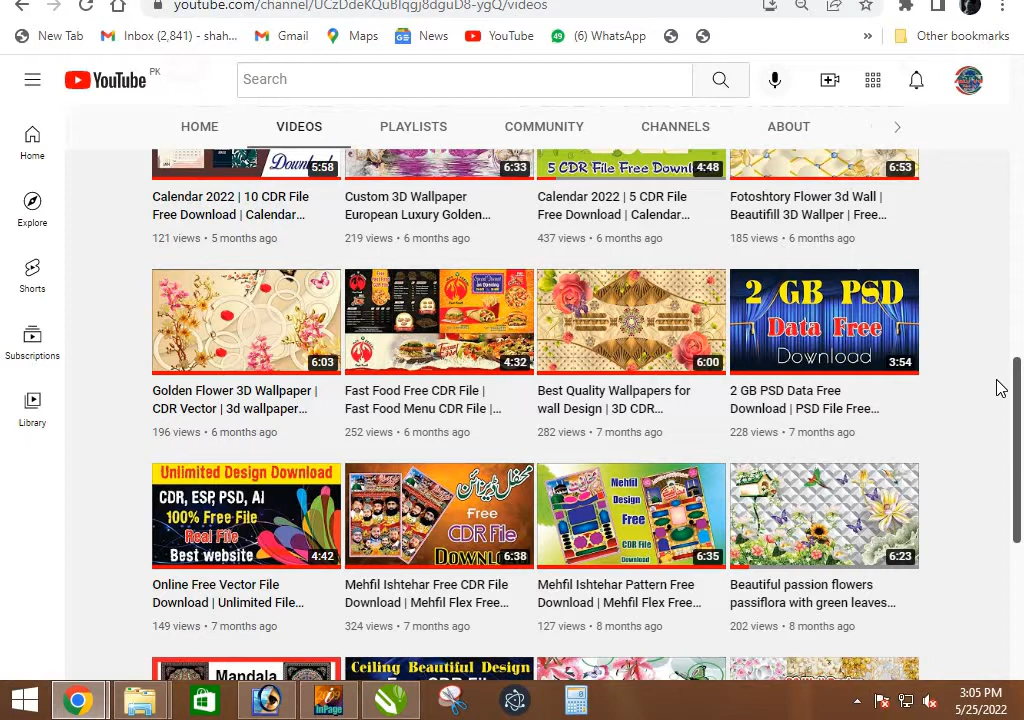 youtube.com/channel/UCzDdeKQuBIqgj8dguD8-ygQ/videos
New Tab
Inbox (2,841) - shah...
Gmail
Maps
News
YouTube
(6) WhatsApp
»
Other bookmarks
YouTube PK
Search
HOME
VIDEOS
PLAYLISTS
COMMUNITY
CHANNELS
ABOUT
Home
Explore
Shorts
Subscriptions
Library
5:58
6:33
5 CDR File Free Downl
4:48
6:53
Calendar 2022 | 10 CDR File
Free Download | Calendar...
121 views • 5 months ago
Custom 3D Wallpaper
European Luxury Golden...
219 views • 6 months ago
Calendar 2022 | 5 CDR File
Free Download | Calendar...
437 views • 6 months ago
Fotoshtory Flower 3d Wall |
Beautifill 3D Wallper | Free...
185 views • 6 months ago
6:03
4:32
6:00
2 GB PSD
Data Free
Download
3:54
Golden Flower 3D Wallpaper |
CDR Vector | 3d wallpaper...
196 views • 6 months ago
Fast Food Free CDR File |
Fast Food Menu CDR File |...
252 views • 6 months ago
Best Quality Wallpapers for
wall Design | 3D CDR...
282 views • 7 months ago
2 GB PSD Data Free
Download | PSD File Free...
228 views • 7 months ago
Unlimited Design Download
CDR, ESP, PSD, AI
100% Free File
Real File
Best website
4:42
محفل ڈیزائن
Free
CDR File
6:38
Mehfil
Design
Free
CDR File
Download
6:35
6:23
Online Free Vector File
Download | Unlimited File...
149 views • 7 months ago
Mehfil Ishtehar Free CDR File
Download | Mehfil Flex Free...
324 views • 7 months ago
Mehfil Ishtehar Pattern Free
Download | Mehfil Flex Free...
127 views • 8 months ago
Beautiful passion flowers
passiflora with green leaves...
202 views • 8 months ago
Mandala
Ceiling Beautiful Design
InPage
3:05 PM
5/25/2022